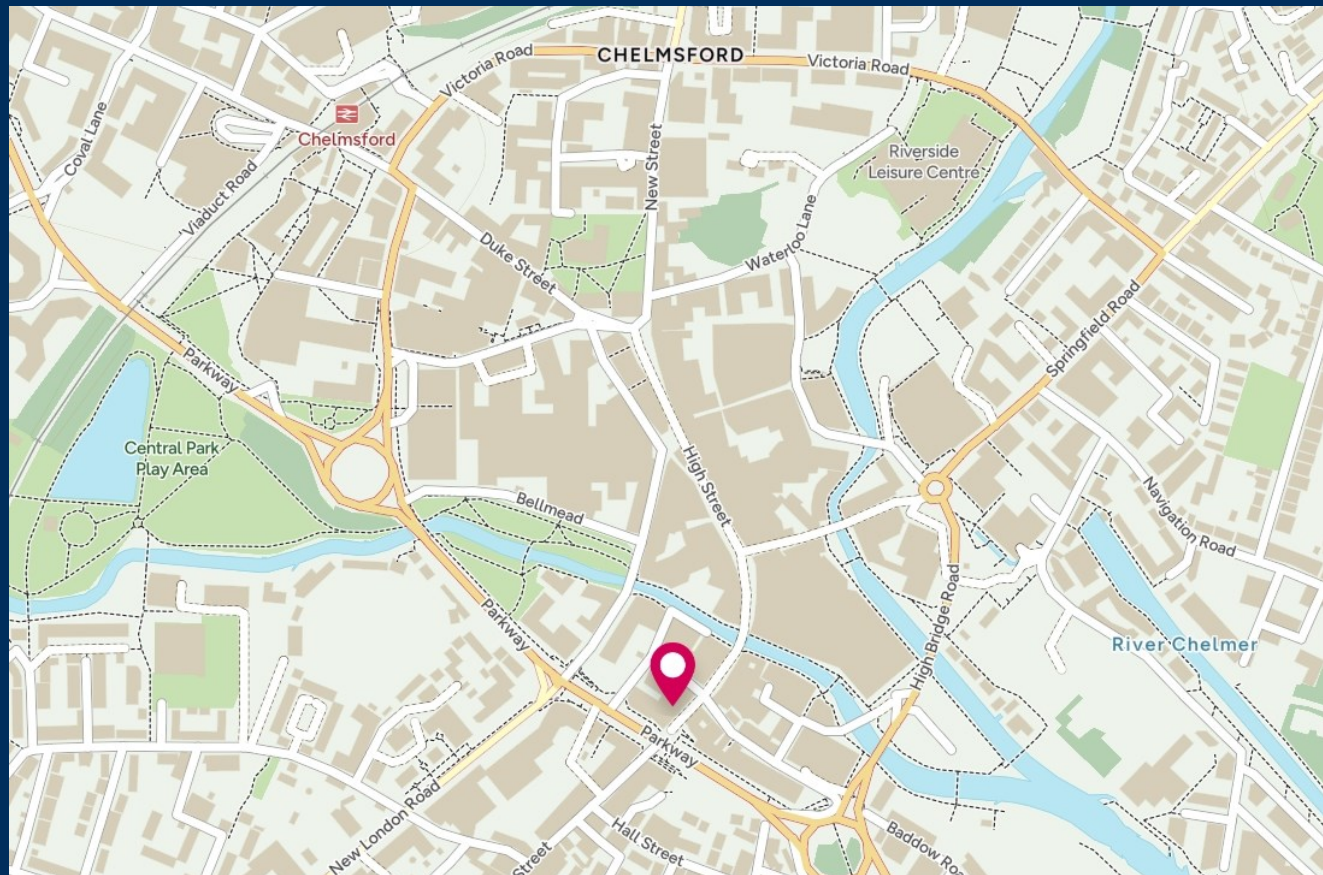 CHELMSFORD
Victoria Road
Victoria Road
Chelmsford
Coval Lane
Viaduct Road
New Street
Riverside
Leisure Centre
Duke Street
Waterloo Lane
Springfield Road
Parkway
Central Park
Play Area
High Street
Bellmead
Navigation Road
Parkway
High Bridge Road
River Chelmer
Parkway
New London Road
Street
Hall Street
Baddow Roa